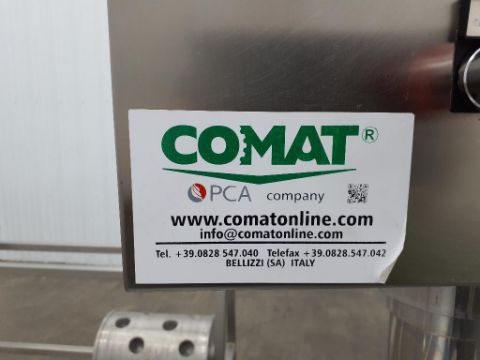 COMAT®
PCA company
www.comatonline.com
info@comatonline.com
Tel. +39.0828 547.040 Telefax +39.0828.547.042
BELLIZZI (SA) ITALY